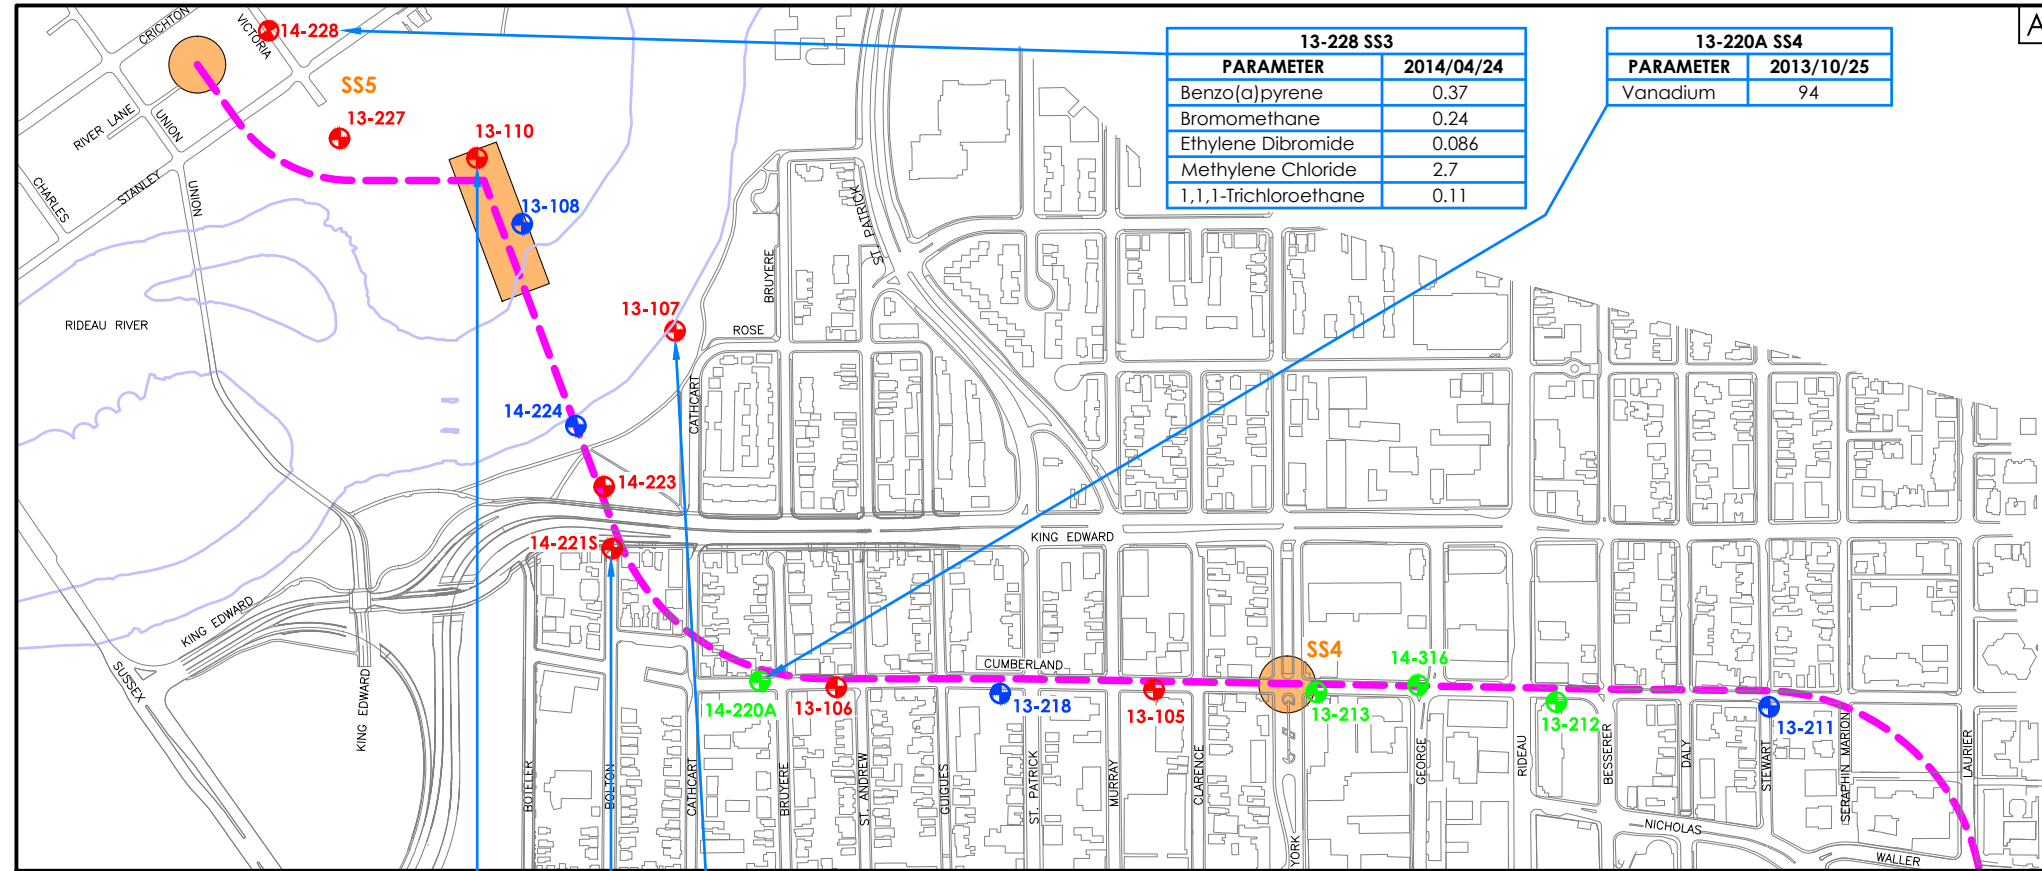 A
CRICHTON
VICTORIA
14-228
SS5
RIVER LANE
UNION
13-227
13-110
CHARLES
STANLEY
UNION
13-108
RIDEAU RIVER
13-228 SS3
PARAMETER 2014/04/24
Benzo(a)pyrene 0.37
Bromomethane 0.24
Ethylene Dibromide 0.086
Methylene Chloride 2.7
1,1,1-Trichloroethane 0.11
13-220A SS4
PARAMETER 2013/10/25
Vanadium 94
ST. PATRICK
BRUYERE
13-107
ROSE
CATHCART
14-224
14-223
14-221S
KING EDWARD
KING EDWARD
SUSSEX
KING EDWARD
CUMBERLAND
SS4
14-316
14-220A
13-106
13-218
13-105
13-213
13-212
13-211
BOTELER
BOLTON
CATHCART
BRUYERE
ST. ANDREW
GUIGUES
ST. PATRICK
MURRAY
CLARENCE
YORK
GEORGE
RIDEAU
BESSERER
DALY
STEWART
SERAPHIN MARION
LAURIER
NICHOLAS
WALLER